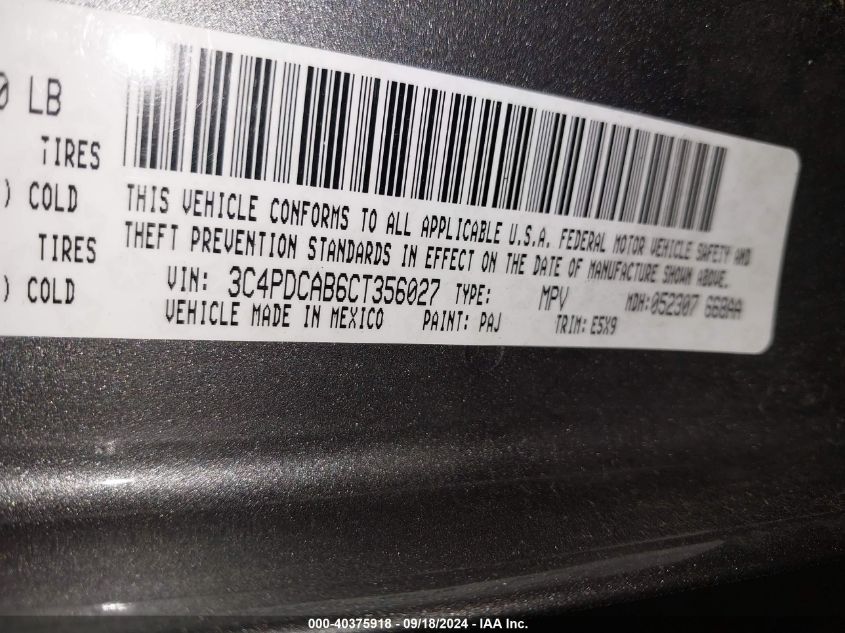 0 LB
TIRES
) COLD
TIRES
) COLD
THIS VEHICLE CONFORMS TO ALL APPLICABLE U.S.A. FEDERAL MOTOR VEHICLE SAFETY AND
THEFT PREVENTION STANDARDS IN EFFECT ON THE DATE OF MANUFACTURE SHOWN ABOVE.
VIN: 3C4PDCAB6CT356027 TYPE: MPV MDH:052307 668AA
VEHICLE MADE IN MEXICO PAINT: PAJ TRIM: E5X9
000-40375918 - 09/18/2024 - IAA Inc.